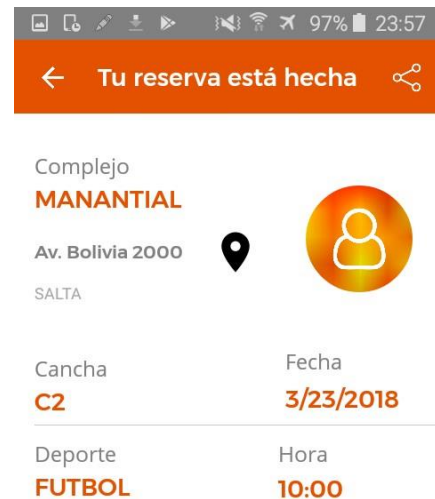 97% 23:57
Tu reserva está hecha
Complejo
MANANTIAL
Av. Bolivia 2000
SALTA
Cancha
C2
Fecha
3/23/2018
Deporte
FUTBOL
Hora
10:00